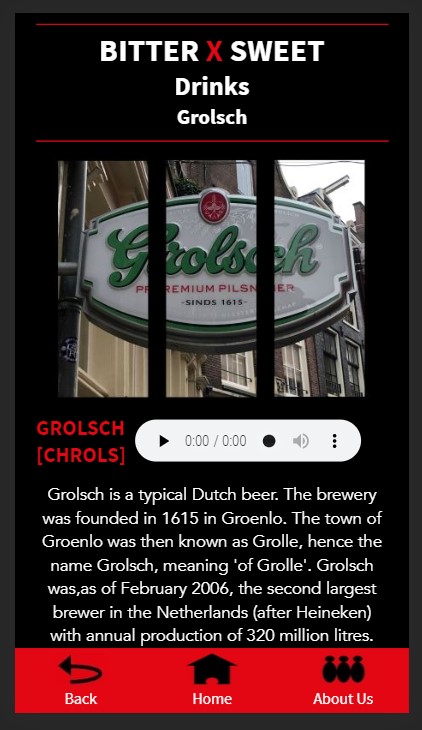 BITTER X SWEET
Drinks
Grolsch
Grolsch
PREMIUM PILSNER
-SINDS 1615-
GROLSCH
[CHROLS]
0:00 / 0:00
Grolsch is a typical Dutch beer. The brewery
was founded in 1615 in Groenlo. The town of
Groenlo was then known as Grolle, hence the
name Grolsch, meaning 'of Grolle'. Grolsch
was,as of February 2006, the second largest
brewer in the Netherlands (after Heineken)
with annual production of 320 million litres.
Back
Home
About Us